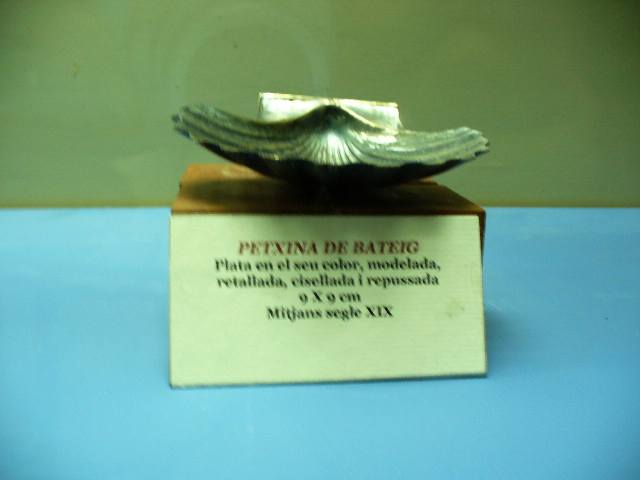 PETXINA DE BATEIG
Plata en el seu color, modelada,
retallada, cisellada i repussada
9 X 9 cm
Mitjans segle XIX